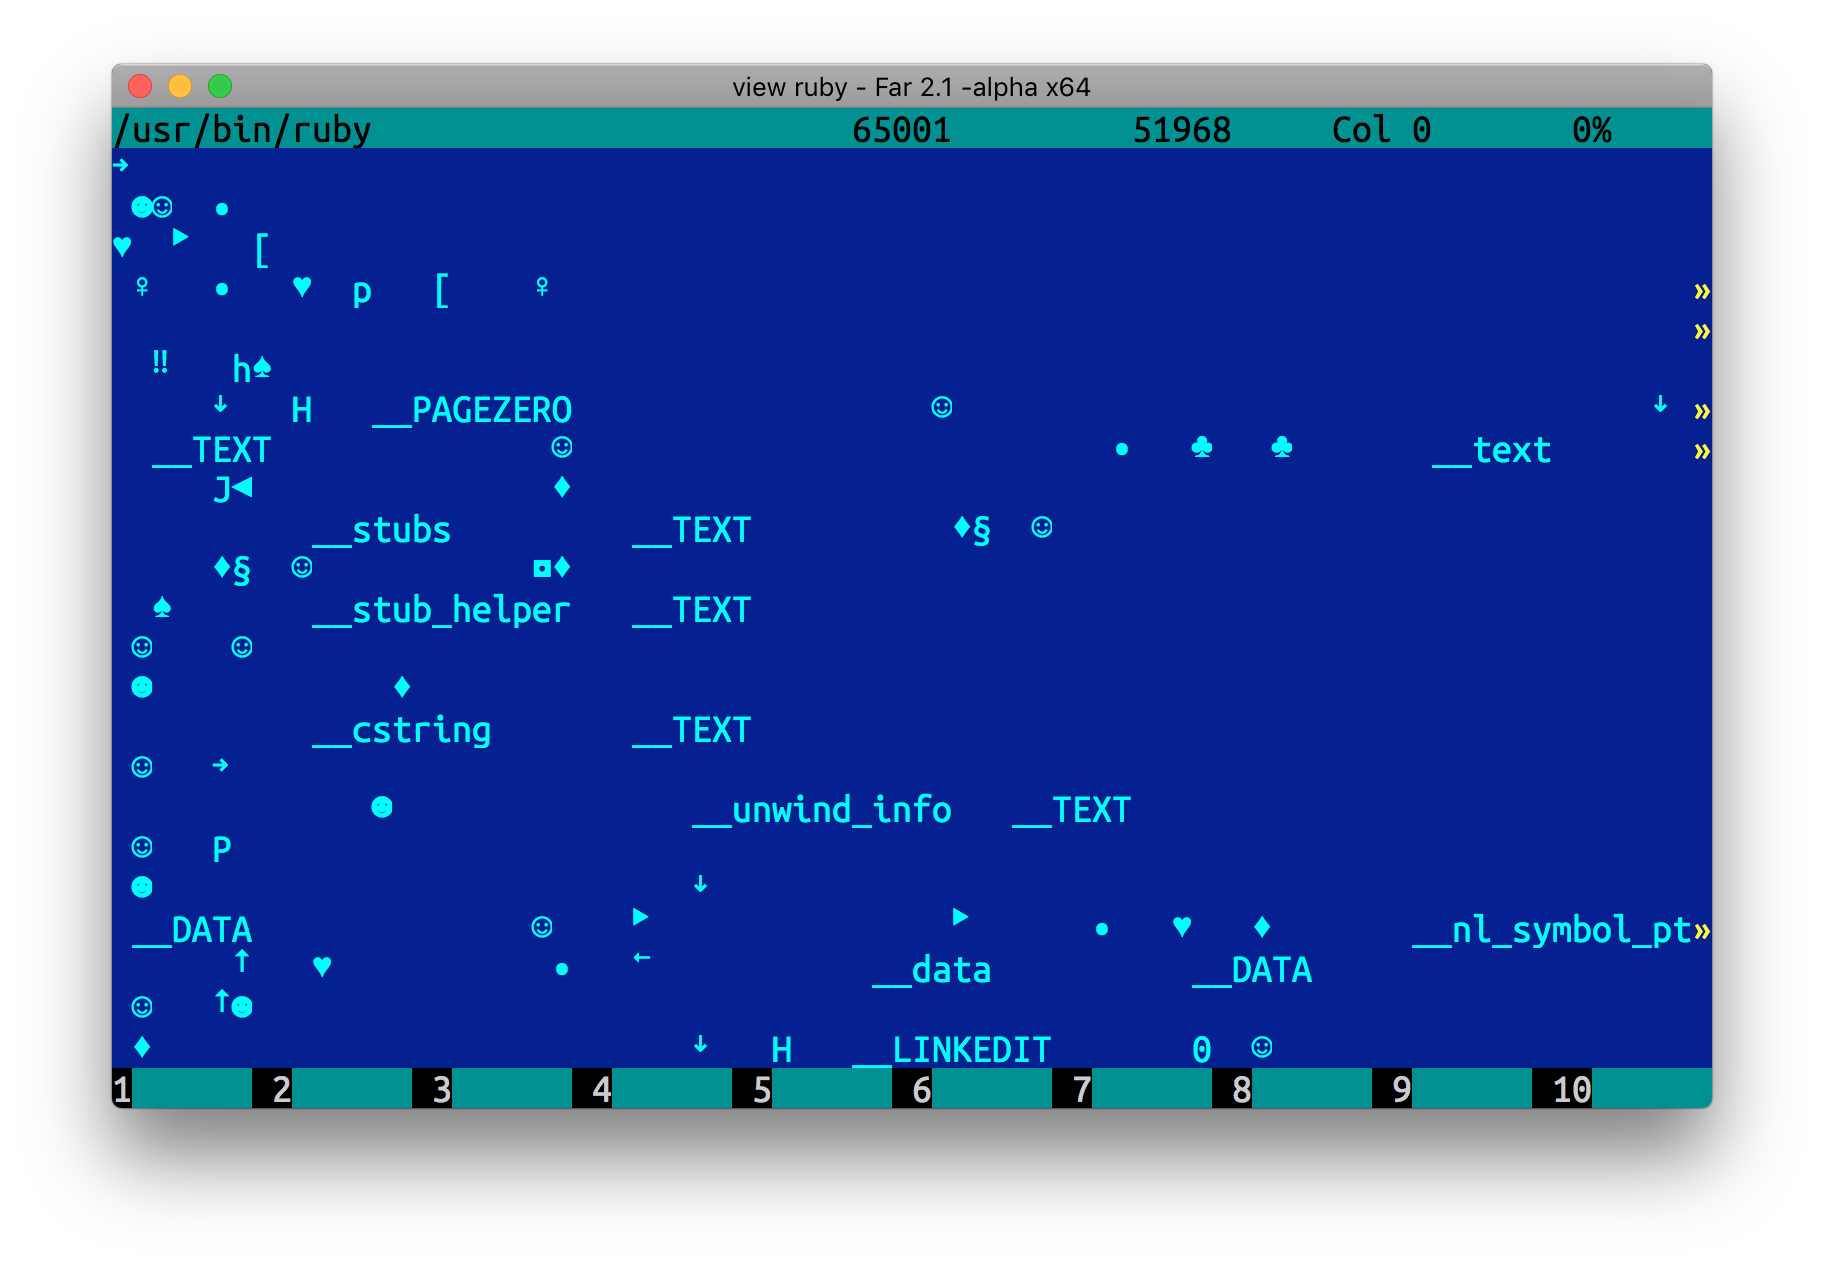 view ruby - Far 2.1 -alpha x64
/usr/bin/ruby 65001 51968 Col 0 0%
→
☻☺ •
♥ ► [
♀ • ♥ p [ ♀ »
»
‼ h♠
↓ H __PAGEZERO ☺ ↓ »
__TEXT ☺ • ♣ ♣ __text »
J◄ ♦
__stubs __TEXT ♦§ ☺
♦§ ☺ ◘♦
♠ __stub_helper __TEXT
☺ ☺
☻ ♦
__cstring __TEXT
☺ →
☻ __unwind_info __TEXT
☺ P
☻ ↓
__DATA ☺ ► ► • ♥ ♦ __nl_symbol_pt»
↑ ♥ • ← __data __DATA
☺ ↑☻
♦ ↓ H __LINKEDIT 0 ☺
1 2 3 4 5 6 7 8 9 10